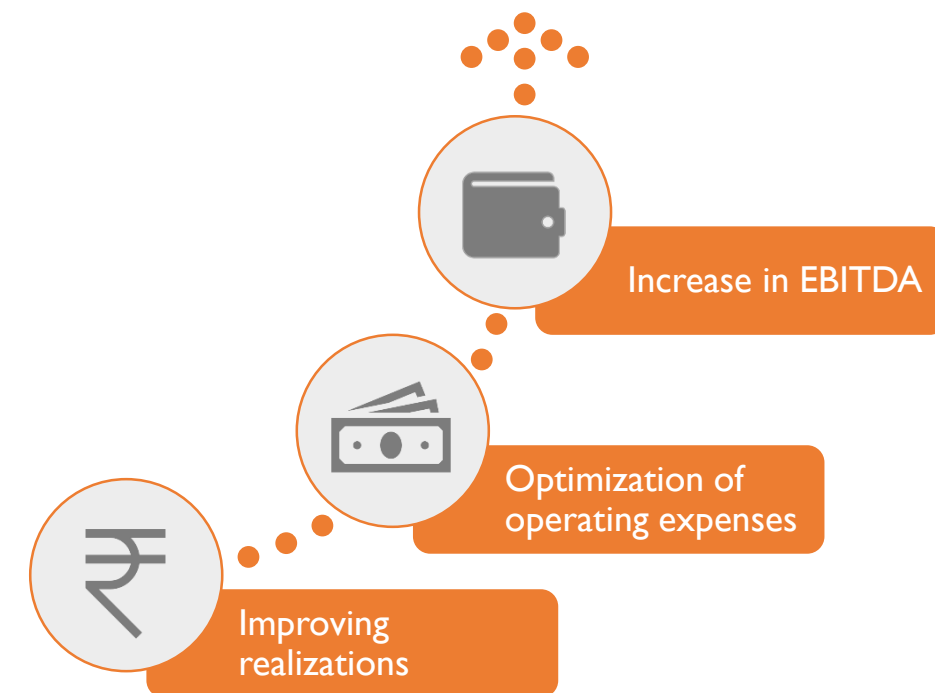 Increase in EBITDA
Optimization of
operating expenses
₹
Improving
realizations